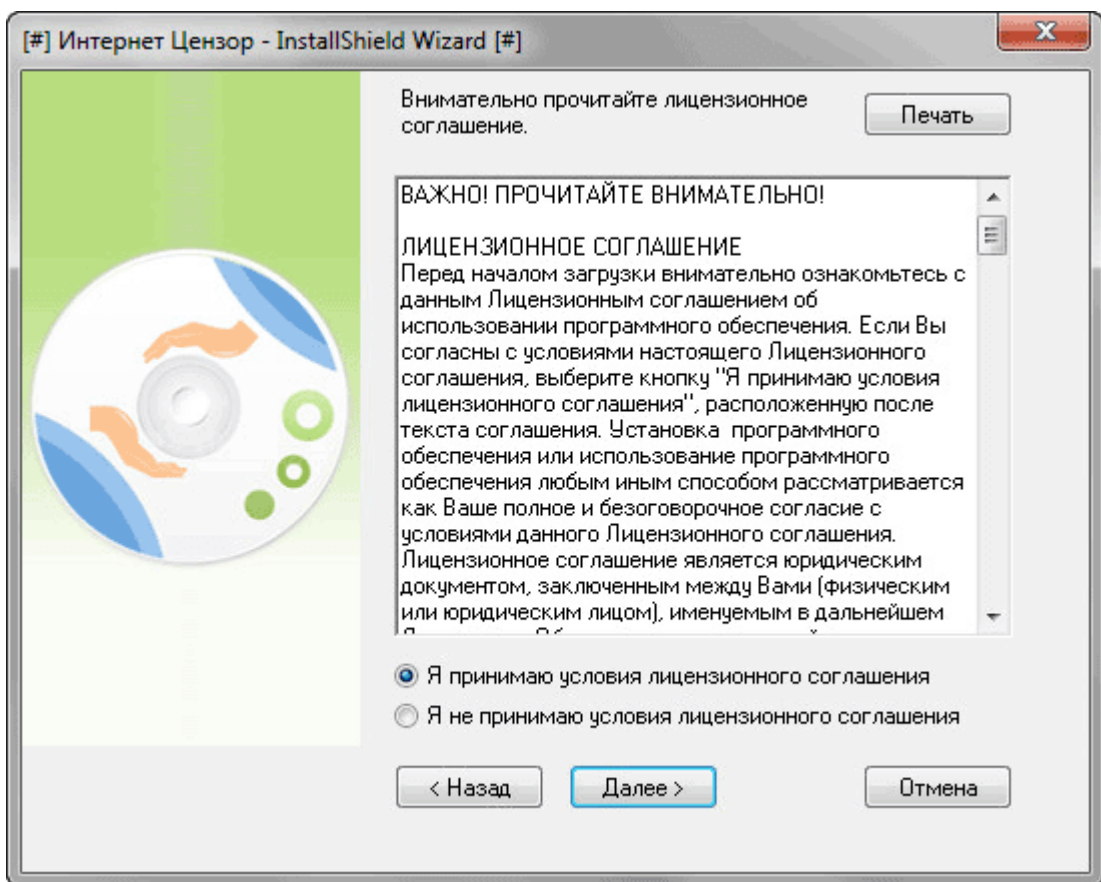 [#] Интернет Цензор - InstallShield Wizard [#]
Внимательно прочитайте лицензионное
соглашение.
Печать
ВАЖНО! ПРОЧИТАЙТЕ ВНИМАТЕЛЬНО!
ЛИЦЕНЗИОННОЕ СОГЛАШЕНИЕ
Перед началом загрузки внимательно ознакомьтесь с
данным Лицензионным соглашением об
использовании программного обеспечения. Если Вы
согласны с условиями настоящего Лицензионного
соглашения, выберите кнопку "Я принимаю условия
лицензионного соглашения", расположенную после
текста соглашения. Установка  программного
обеспечения или использование программного
обеспечения любым иным способом рассматривается
как Ваше полное и безоговорочное согласие с
условиями данного Лицензионного соглашения.
Лицензионное соглашение является юридическим
документом, заключенным между Вами (физическим
или юридическим лицом), именуемым в дальнейшем
Я принимаю условия лицензионного соглашения
Я не принимаю условия лицензионного соглашения
< Назад
Далее >
Отмена